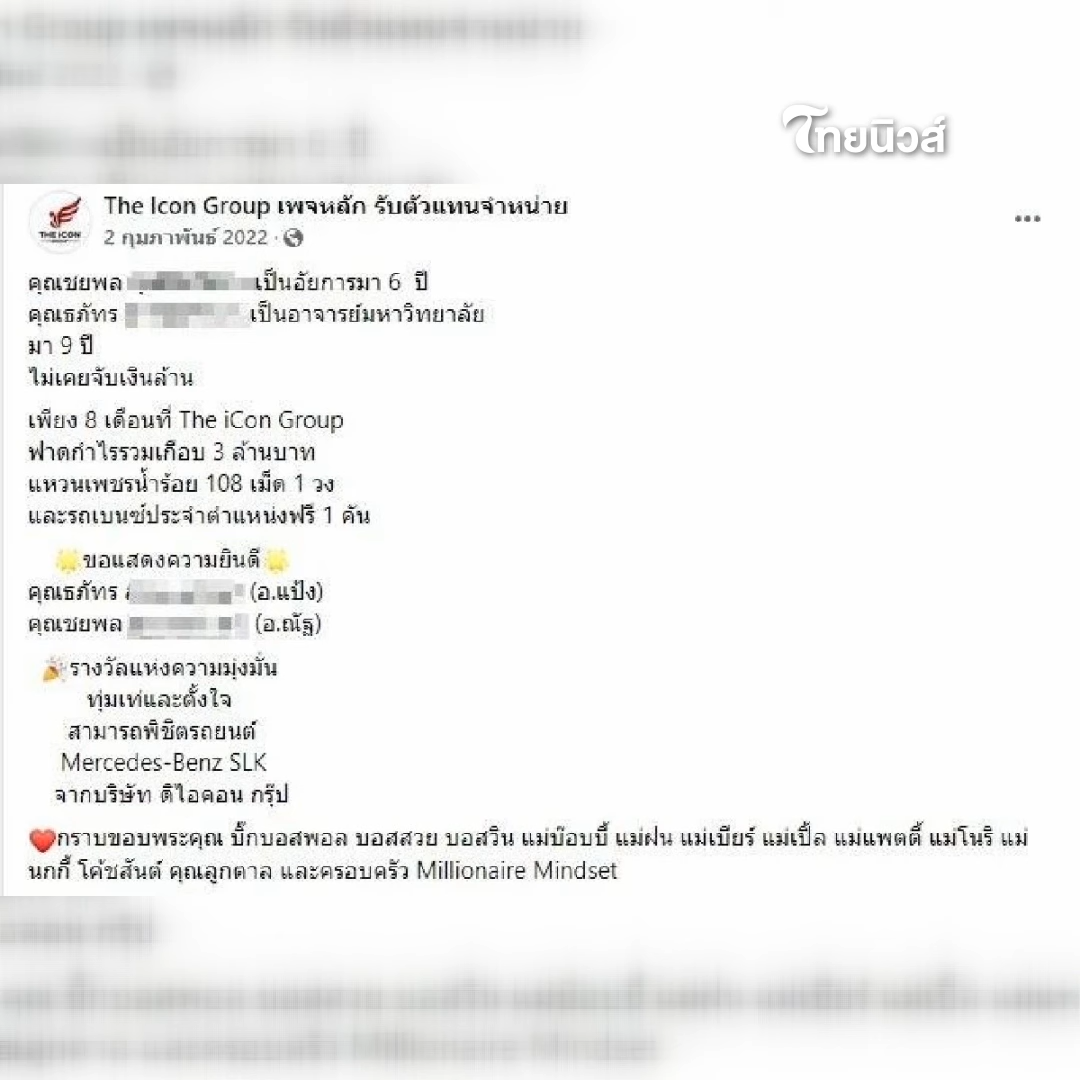 ไทยนิวส์
The Icon Group เพจหลัก รับตัวแทนจำหน่าย
THE iCON
2 กุมภาพันธ์ 2022 ·
คุณชยพล เป็นอัยการมา 6 ปี
คุณธภัทร เป็นอาจารย์มหาวิทยาลัย
มา 9 ปี
ไม่เคยจับเงินล้าน
เพียง 8 เดือนที่ The iCon Group
ฟาดกำไรรวมเกือบ 3 ล้านบาท
แหวนเพชรน้ำร้อย 108 เม็ด 1 วง
และรถเบนซ์ประจำตำแหน่งฟรี 1 คัน
🌟ขอแสดงความยินดี🌟
คุณธภัทร (อ.แป้ง)
คุณชยพล (อ.ณัฐ)
🎉รางวัลแห่งความมุ่งมั่น
ทุ่มเทและตั้งใจ
สามารถพิชิตรถยนต์
Mercedes-Benz SLK
จากบริษัท ดิไอคอน กรุ๊ป
❤️กราบขอบพระคุณ บิ๊กบอสพอล บอสสวย บอสวิน แม่บ๊อบบี้ แม่ฝน แม่เบียร์ แม่เปิ้ล แม่แพตตี้ แม่โนริ แม่
นกกี้ โค้ชสันต์ คุณลูกตาล และครอบครัว Millionaire Mindset